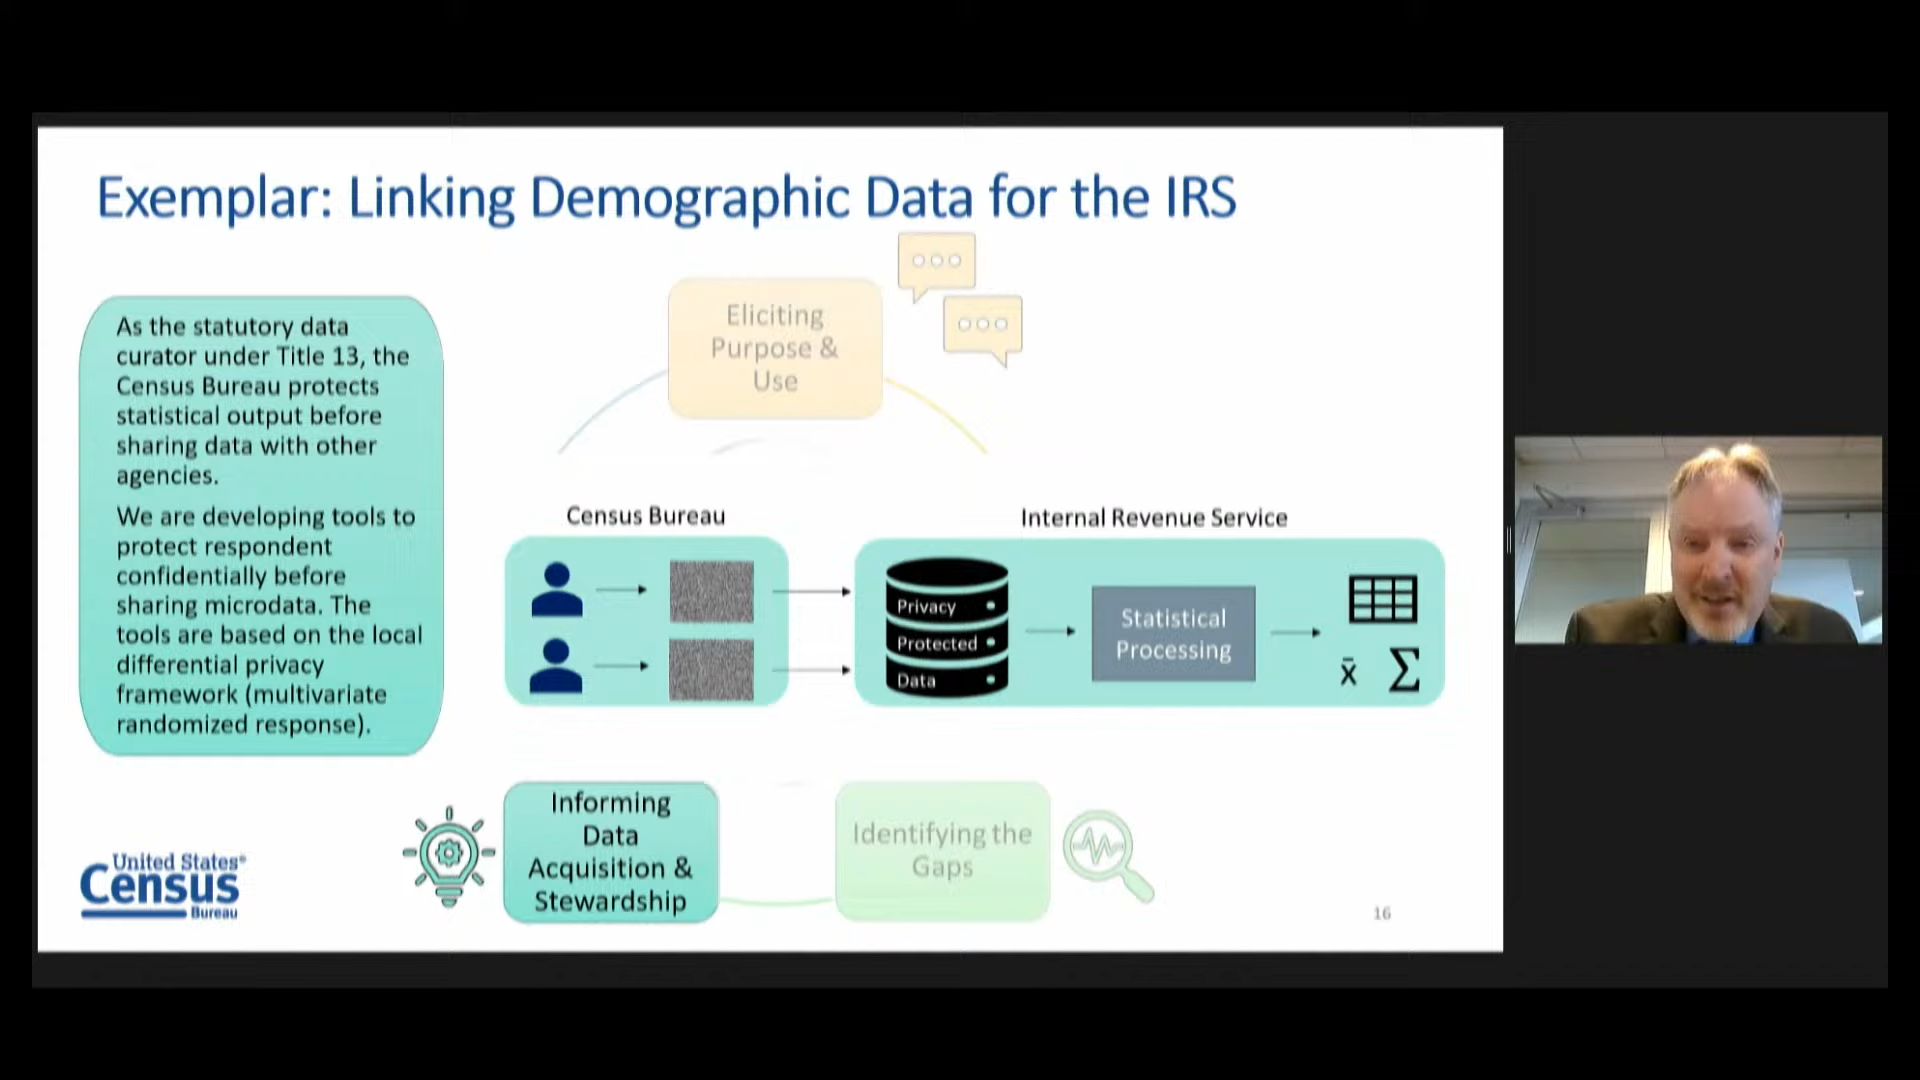 Exemplar: Linking Demographic Data for the IRS
As the statutory data
curator under Title 13, the
Census Bureau protects
statistical output before
sharing data with other
agencies.
We are developing tools to
protect respondent
confidentially before
sharing microdata. The
tools are based on the local
differential privacy
framework (multivariate
randomized response).
Eliciting
Purpose &
Use
Census Bureau
Internal Revenue Service
Privacy
Protected
Data
Statistical
Processing
x̄ Σ
Informing
Data
Acquisition &
Stewardship
Identifying the
Gaps
United States®
Census
Bureau
16